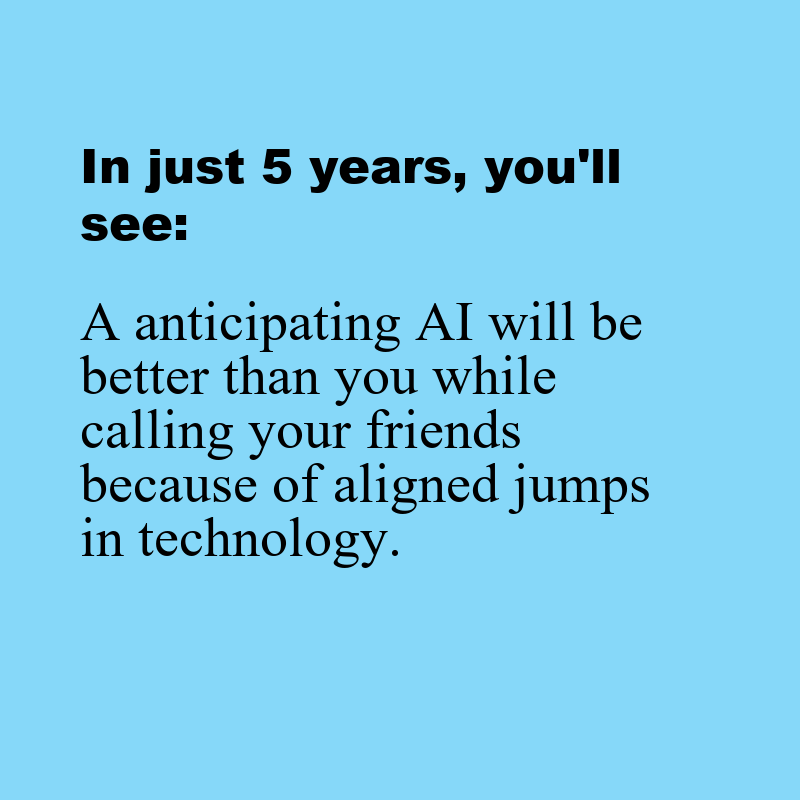 In just 5 years, you'll
see:
A anticipating AI will be
better than you while
calling your friends
because of aligned jumps
in technology.